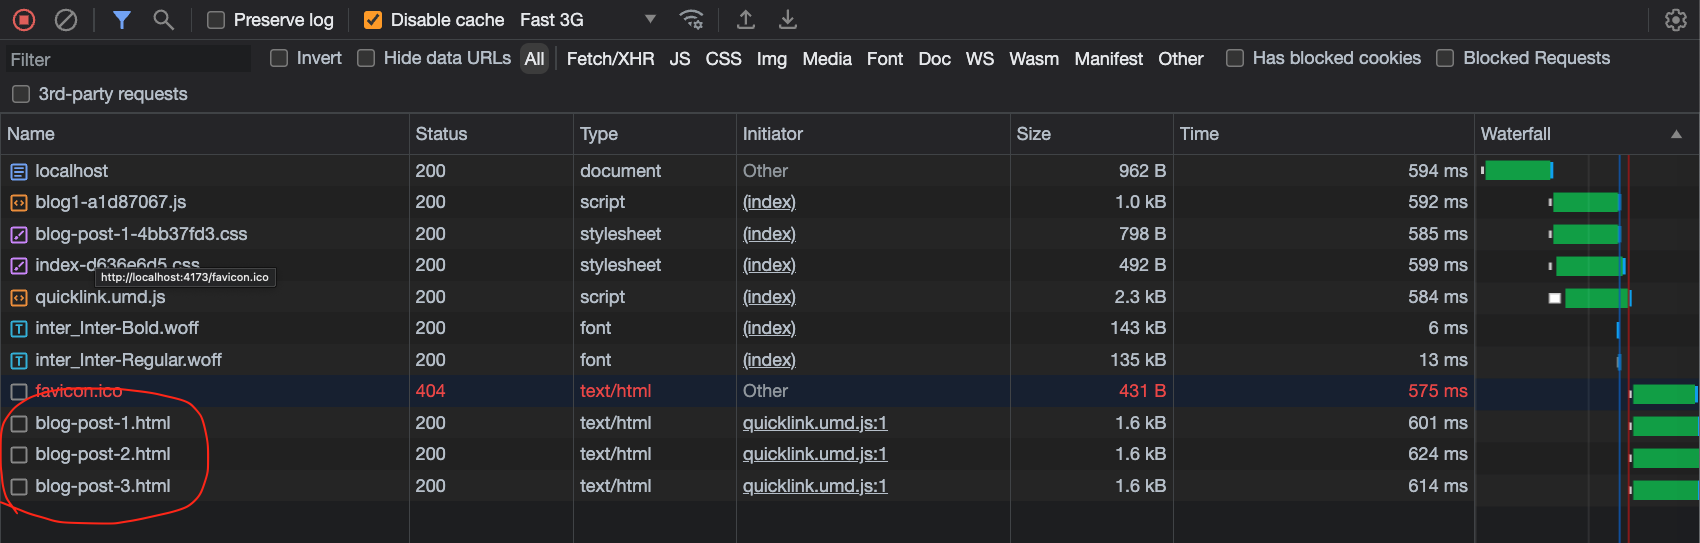 Preserve log Disable cache Fast 3G
Filter Invert Hide data URLs All Fetch/XHR JS CSS Img Media Font Doc WS Wasm Manifest Other Has blocked cookies Blocked Requests
3rd-party requests
Name Status Type Initiator Size Time Waterfall
localhost 200 document Other 962 B 594 ms
blog1-a1d87067.js 200 script (index) 1.0 kB 592 ms
blog-post-1-4bb37fd3.css 200 stylesheet (index) 798 B 585 ms
index-d636e6d5.css 200 stylesheet (index) 492 B 599 ms
http://localhost:4173/favicon.ico
quicklink.umd.js 200 script (index) 2.3 kB 584 ms
inter_Inter-Bold.woff 200 font (index) 143 kB 6 ms
inter_Inter-Regular.woff 200 font (index) 135 kB 13 ms
favicon.ico 404 text/html Other 431 B 575 ms
blog-post-1.html 200 text/html quicklink.umd.js:1 1.6 kB 601 ms
blog-post-2.html 200 text/html quicklink.umd.js:1 1.6 kB 624 ms
blog-post-3.html 200 text/html quicklink.umd.js:1 1.6 kB 614 ms